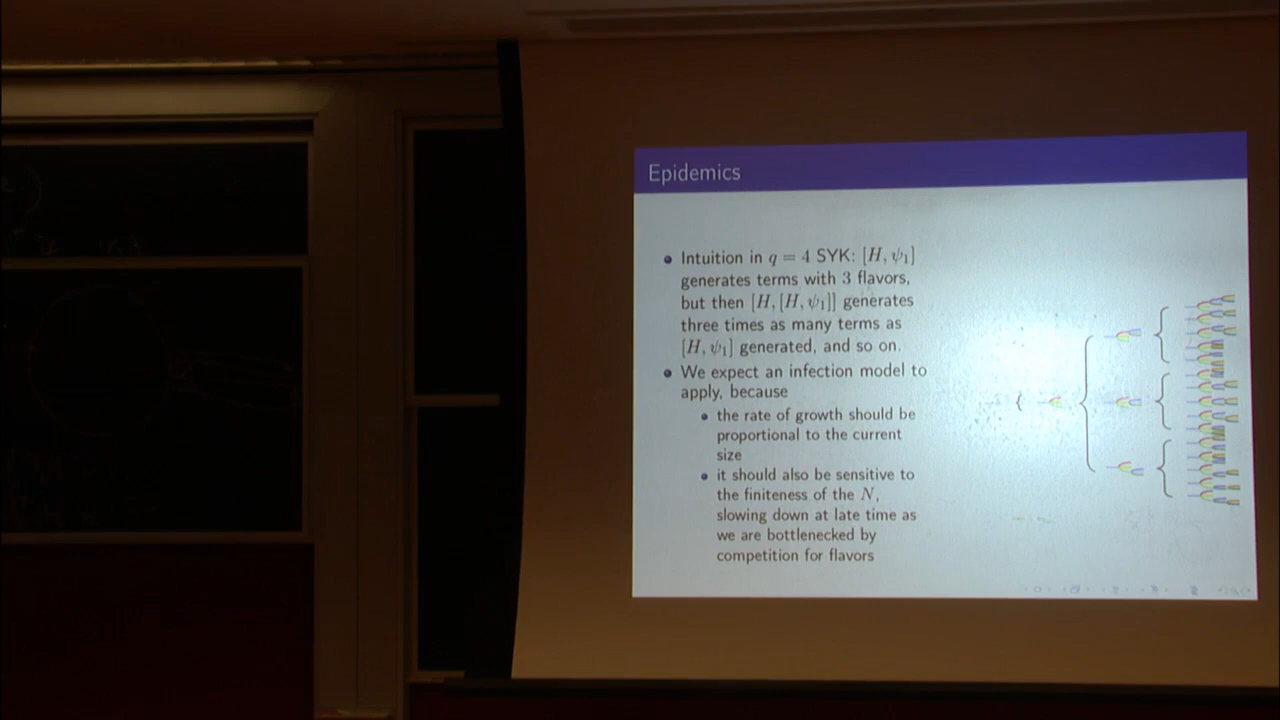 Epidemics
Intuition in q = 4 SYK: [H, ψ₁]
generates terms with 3 flavors,
but then [H, [H, ψ₁]] generates
three times as many terms as
[H, ψ₁] generated, and so on.
We expect an infection model to
apply, because
the rate of growth should be
proportional to the current
size
it should also be sensitive to
the finiteness of the N,
slowing down at late time as
we are bottlenecked by
competition for flavors